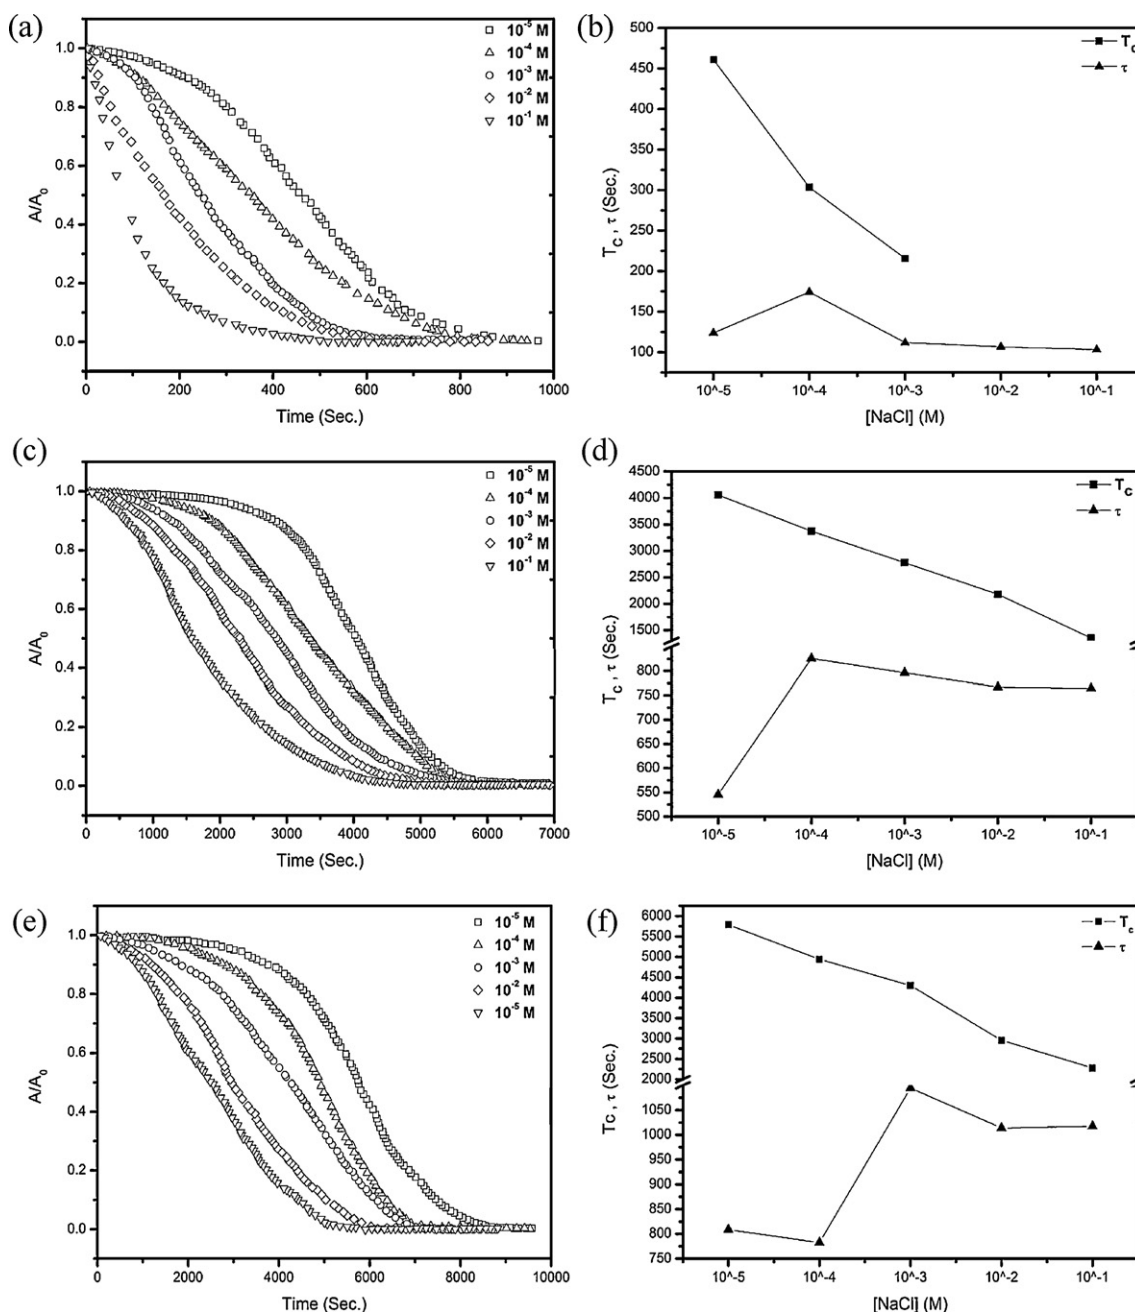 (a)
10⁻⁵ M
10⁻⁴ M
10⁻³ M
10⁻² M
10⁻¹ M
1.0
0.8
0.6
0.4
0.2
0.0
A/A₀
0 200 400 600 800 1000
Time (Sec.)
(b)
T_C
τ
500
450
400
350
300
250
200
150
100
T_C , τ (Sec.)
10^-5 10^-4 10^-3 10^-2 10^-1
[NaCl] (M)
(c)
10⁻⁵ M
10⁻⁴ M
10⁻³ M
10⁻² M
10⁻¹ M
1.0
0.8
0.6
0.4
0.2
0.0
A/A₀
0 1000 2000 3000 4000 5000 6000 7000
Time (Sec.)
(d)
T_C
τ
4500
4000
3500
3000
2500
2000
1500
800
750
700
650
600
550
500
T_C , τ (Sec.)
10^-5 10^-4 10^-3 10^-2 10^-1
[NaCl] (M)
(e)
10⁻⁵ M
10⁻⁴ M
10⁻³ M
10⁻² M
10⁻⁵ M
1.0
0.8
0.6
0.4
0.2
0.0
A/A₀
0 2000 4000 6000 8000 10000
Time (Sec.)
(f)
T_c
τ
6000
5500
5000
4500
4000
3500
3000
2500
2000
1050
1000
950
900
850
800
750
Tc , τ (Sec.)
10^-5 10^-4 10^-3 10^-2 10^-1
[NaCl] (M)